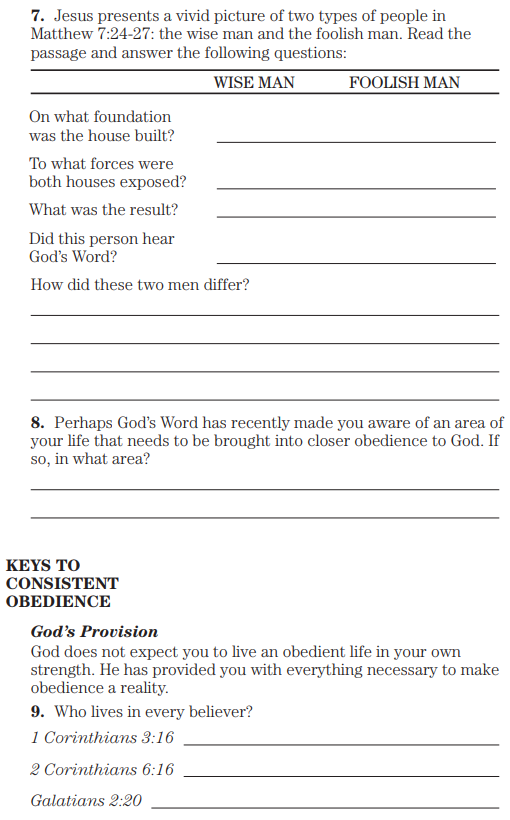 7. Jesus presents a vivid picture of two types of people in
Matthew 7:24-27: the wise man and the foolish man. Read the
passage and answer the following questions:
WISE MAN FOOLISH MAN
On what foundation
was the house built?
To what forces were
both houses exposed?
What was the result?
Did this person hear
God's Word?
How did these two men differ?
8. Perhaps God's Word has recently made you aware of an area of
your life that needs to be brought into closer obedience to God. If
so, in what area?
KEYS TO
CONSISTENT
OBEDIENCE
God's Provision
God does not expect you to live an obedient life in your own
strength. He has provided you with everything necessary to make
obedience a reality.
9. Who lives in every believer?
1 Corinthians 3:16
2 Corinthians 6:16
Galatians 2:20